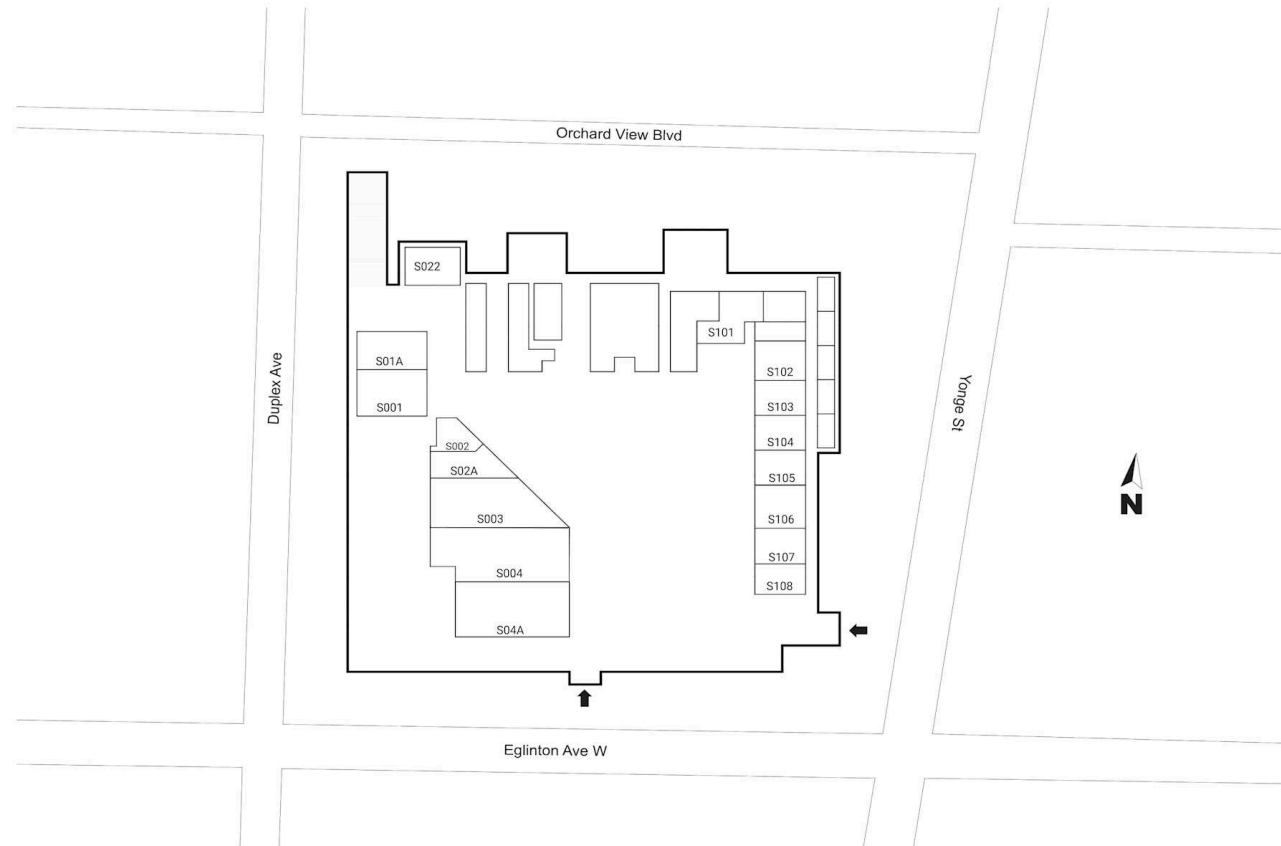 Orchard View Blvd
S022
S101
S01A
S102
S001
S103
Duplex Ave
Yonge St
S002
S104
S02A
S105
S003
S106
S107
S004
S108
S04A
N
Eglinton Ave W